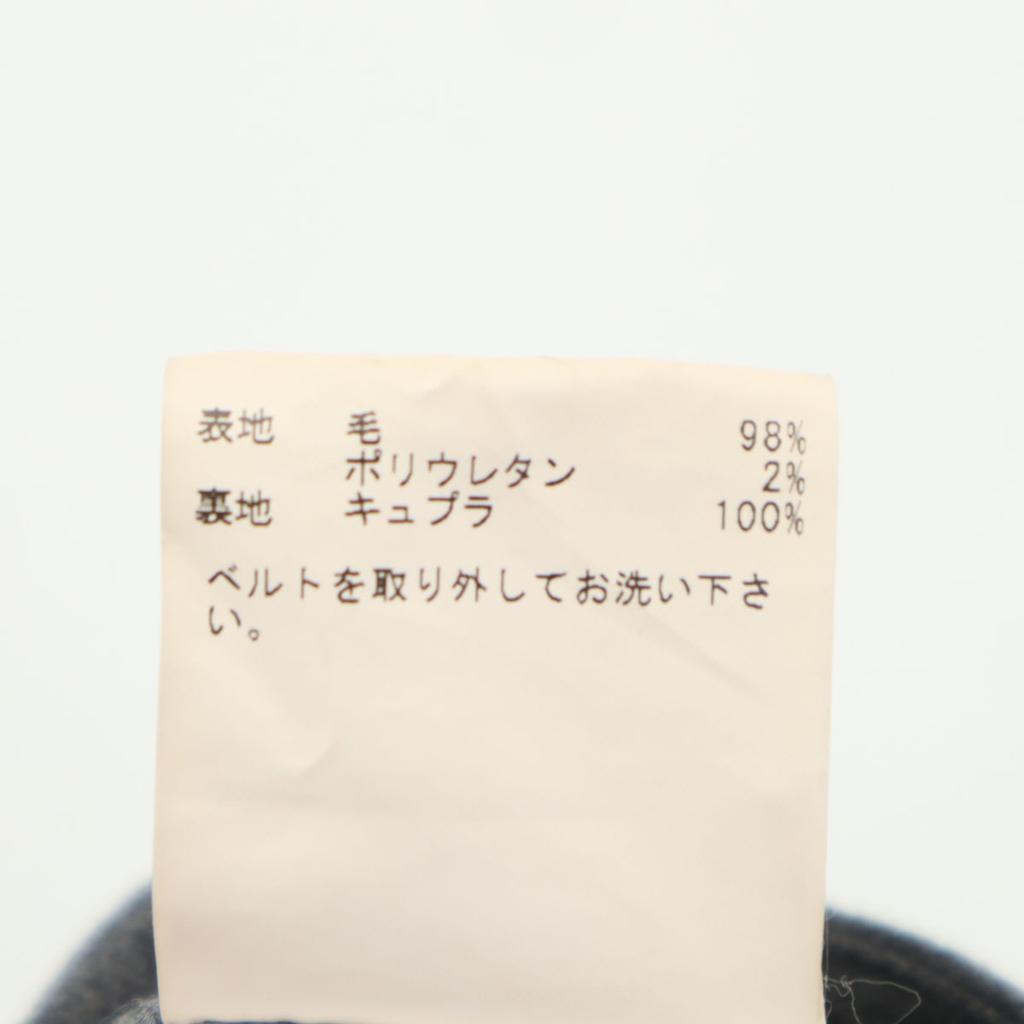 表地 毛 98%
ポリウレタン 2%
裏地 キュプラ 100%
ベルトを取り外してお洗い下さ
い。